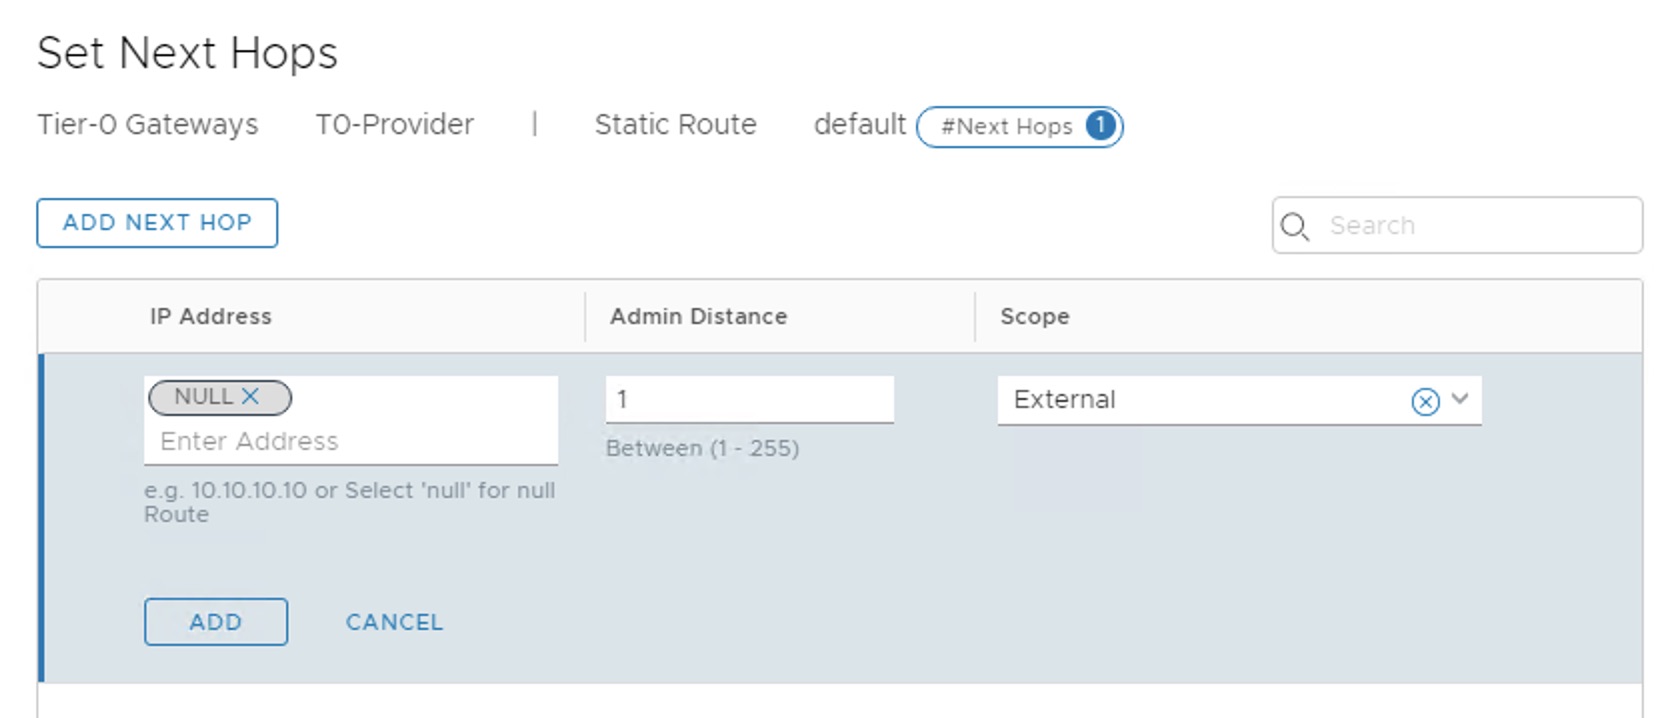 Set Next Hops
Tier-0 Gateways T0-Provider | Static Route default #Next Hops 1
ADD NEXT HOP
Search
IP Address Admin Distance Scope
NULL
1
External
Enter Address
Between (1 - 255)
e.g. 10.10.10.10 or Select 'null' for null
Route
ADD CANCEL